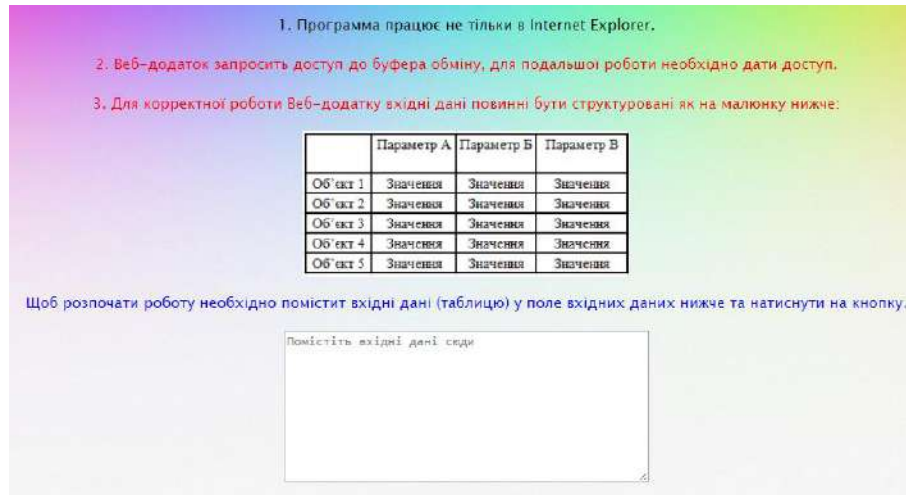 1. Программа працює не тільки в Internet Explorer.
2. Веб-додаток запросить доступ до буфера обміну, для подальшої роботи необхідно дати доступ.
3. Для корректної роботи Веб-додатку вхідні дані повинні бути структуровані як на малюнку нижче:
Параметр А Параметр Б Параметр В
Об'єкт 1 Значення Значення Значення
Об'єкт 2 Значення Значення Значення
Об'єкт 3 Значення Значення Значення
Об'єкт 4 Значення Значення Значення
Об'єкт 5 Значення Значення Значення
Щоб розпочати роботу необхідно помістит вхідні дані (таблицю) у поле вхідних даних нижче та натиснути на кнопку.
Помістіть вхідні дані сюди